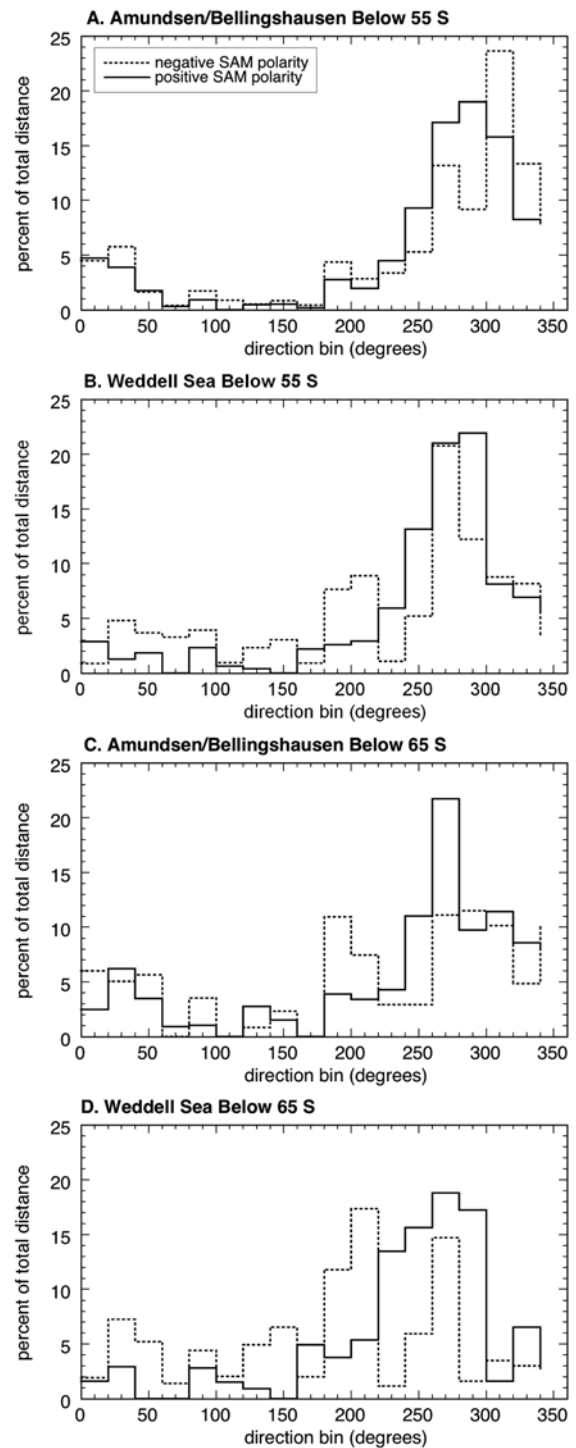 A. Amundsen/Bellingshausen Below 55 S
25
20
15
10
5
0
percent of total distance
negative SAM polarity
positive SAM polarity
0 50 100 150 200 250 300 350
direction bin (degrees)
B. Weddell Sea Below 55 S
25
20
15
10
5
0
percent of total distance
0 50 100 150 200 250 300 350
direction bin (degrees)
C. Amundsen/Bellingshausen Below 65 S
25
20
15
10
5
0
percent of total distance
0 50 100 150 200 250 300 350
direction bin (degrees)
D. Weddell Sea Below 65 S
25
20
15
10
5
0
percent of total distance
0 50 100 150 200 250 300 350
direction bin (degrees)